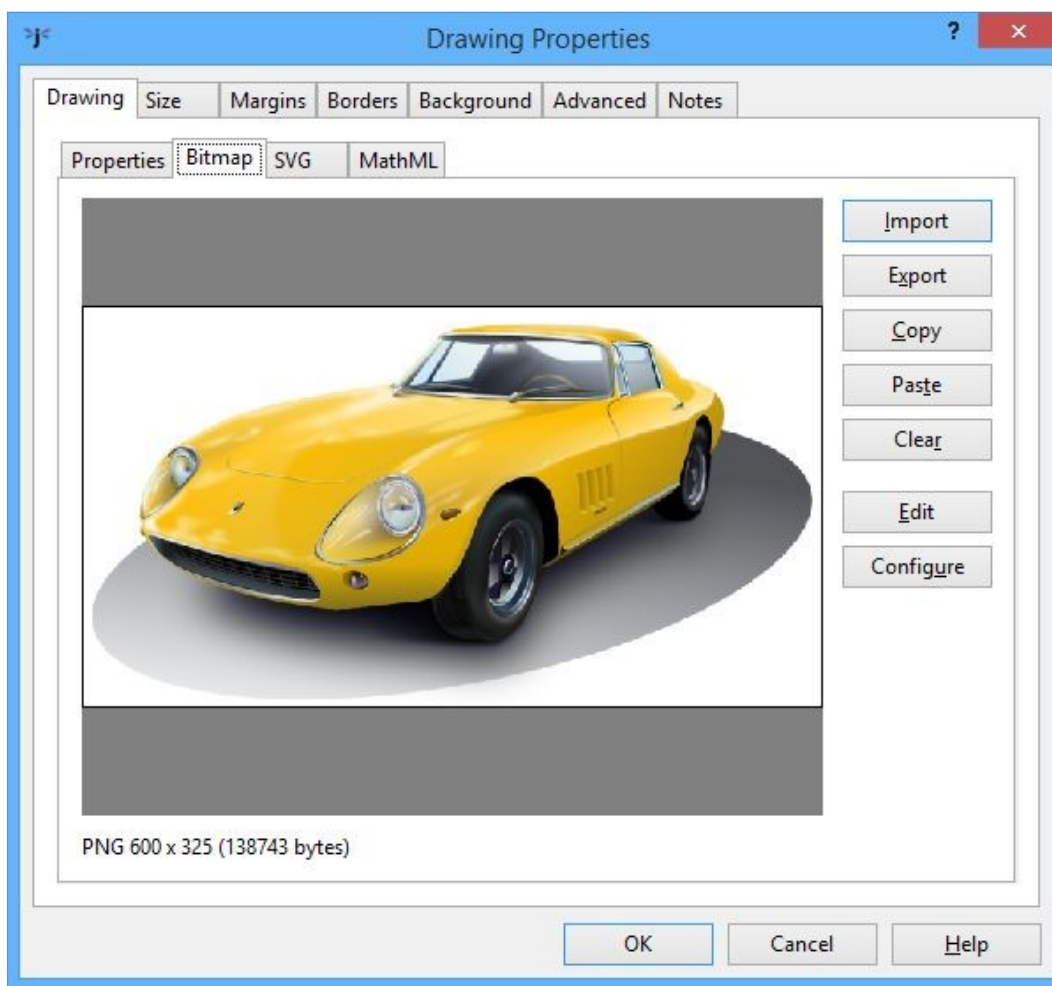 Drawing Properties ?
Drawing Size Margins Borders Background Advanced Notes
Properties Bitmap SVG MathML
Import
Export
Copy
Paste
Clear
Edit
Configure
PNG 600 x 325 (138743 bytes)
OK Cancel Help